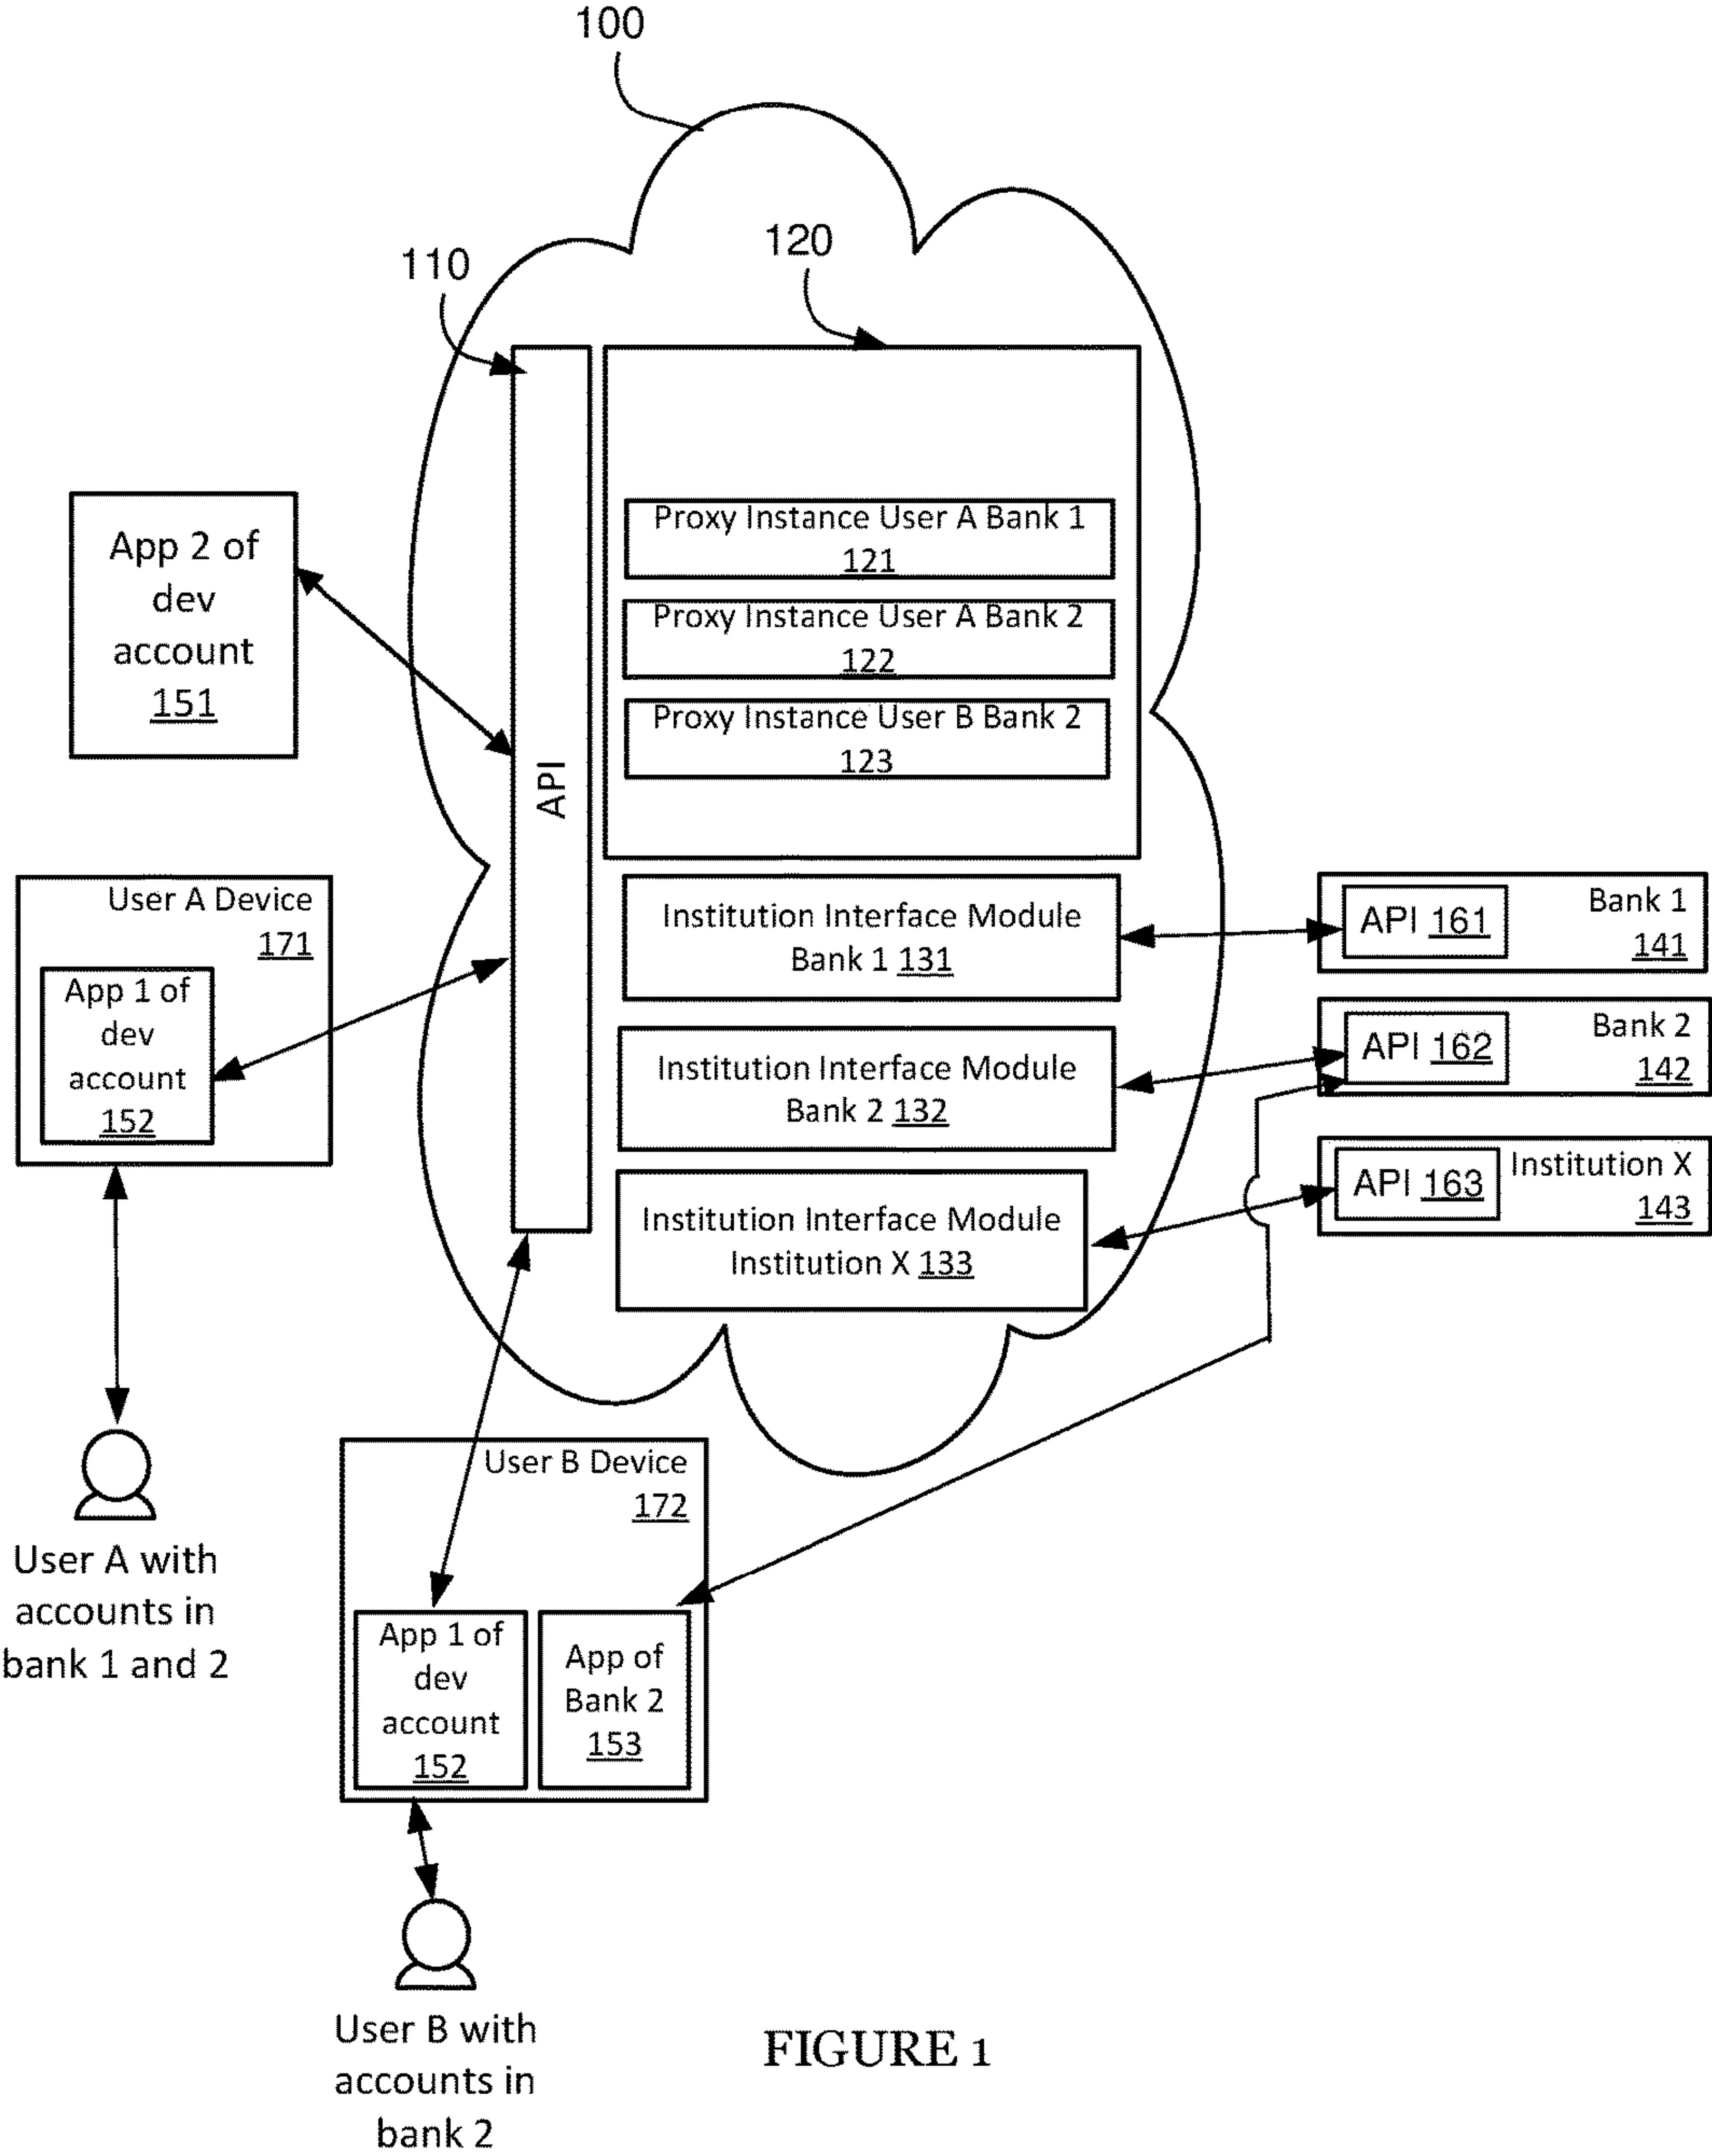 100
120
110
Proxy Instance User A Bank 1
121
Proxy Instance User A Bank 2
122
Proxy Instance User B Bank 2
123
App 2 of
dev
account
151
API
User A Device
171
App 1 of
dev
account
152
Institution Interface Module
Bank 1 131
Institution Interface Module
Bank 2 132
Institution Interface Module
Institution X 133
API 161
Bank 1
141
API 162
Bank 2
142
API 163
Institution X
143
User A with
accounts in
bank 1 and 2
User B Device
172
App 1 of
dev
account
152
App of
Bank 2
153
User B with
accounts in
bank 2
FIGURE 1